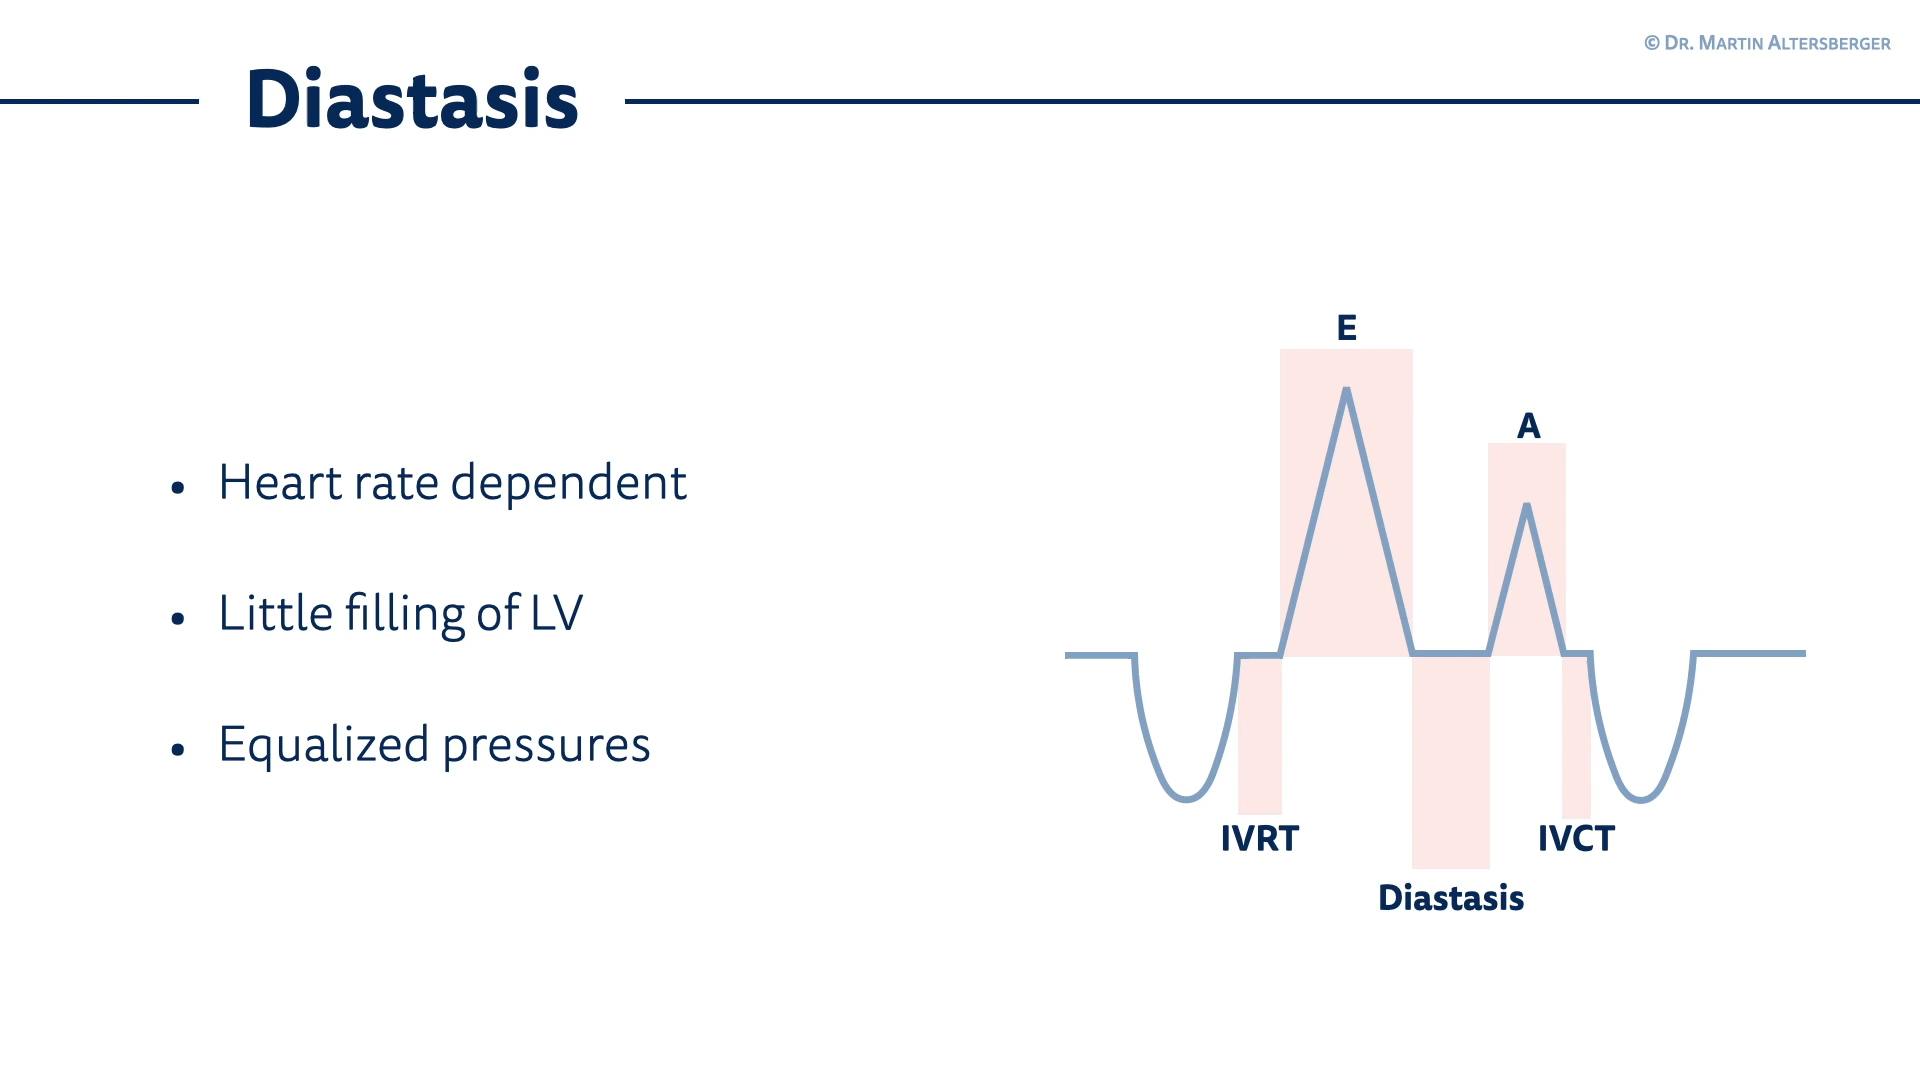 © Dr. Martin Altersberger
Diastasis
• Heart rate dependent
• Little filling of LV
• Equalized pressures
E
A
IVRT
IVCT
Diastasis